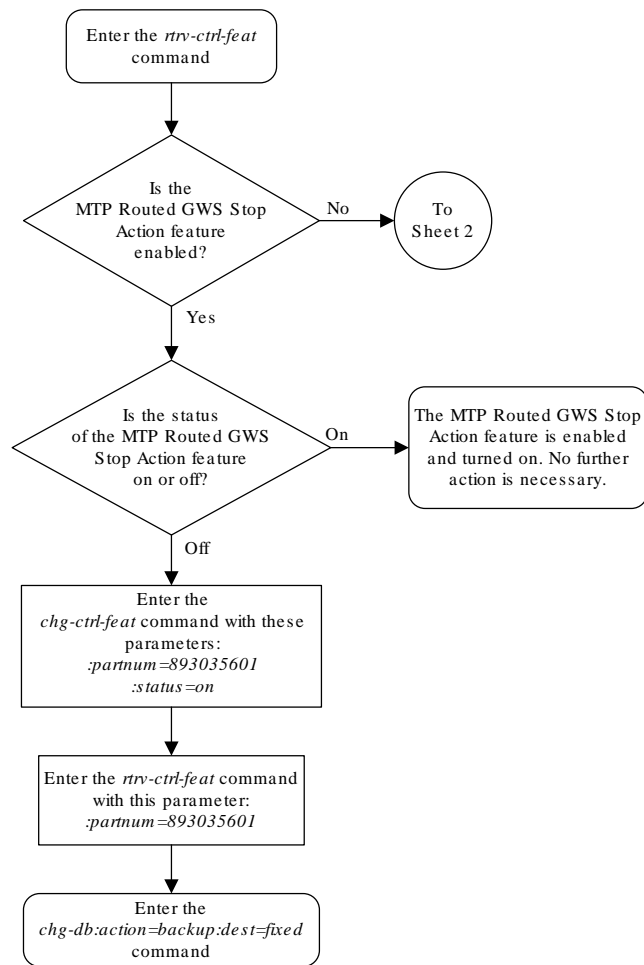 Enter the rtrv-ctrl-feat
command
Is the
MTP Routed GWS Stop
Action feature
enabled?
No
To
Sheet 2
Yes
Is the status
of the MTP Routed GWS
Stop Action feature
on or off?
On
The MTP Routed GWS Stop
Action feature is enabled
and turned on. No further
action is necessary.
Off
Enter the
chg-ctrl-feat command with these
parameters:
:partnum=893035601
:status=on
Enter the rtrv-ctrl-feat command
with this parameter:
:partnum=893035601
Enter the
chg-db:action=backup:dest=fixed
command